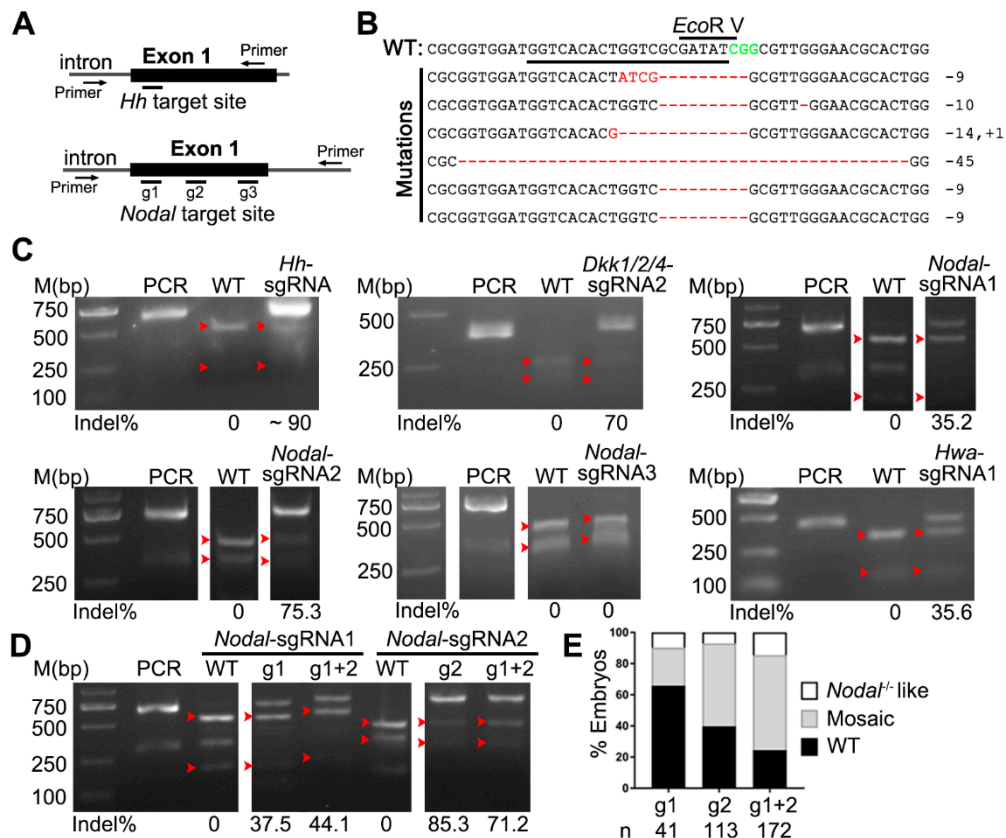 A
intron
Exon 1
Primer
Primer
Hh target site
intron
Exon 1
Primer
Primer
g1 g2 g3
Nodal target site
B
EcoR V
WT: CGCGGTGGATGGTCACACTGGTCGCGATATCGGCGTTGGGAACGCACTGG
Mutations
CGCGGTGGATGGTCACACTATCG---------GCGTTGGGAACGCACTGG -9
CGCGGTGGATGGTCACACTGGTC---------GCGTT-GGAACGCACTGG -10
CGCGGTGGATGGTCACACG-------------GCGTTGGGAACGCACTGG -14,+1
CGC---------------------------------------------GG -45
CGCGGTGGATGGTCACACTGGTC---------GCGTTGGGAACGCACTGG -9
CGCGGTGGATGGTCACACTGGTC---------GCGTTGGGAACGCACTGG -9
C
M(bp) PCR WT Hh-sgRNA
750
500
250
100
Indel% 0 ~ 90
M(bp) PCR WT Dkk1/2/4-sgRNA2
500
250
Indel% 0 70
M(bp) PCR WT Nodal-sgRNA1
750
500
250
Indel% 0 35.2
M(bp) PCR WT Nodal-sgRNA2
750
500
250
Indel% 0 75.3
M(bp) PCR WT Nodal-sgRNA3
750
500
250
Indel% 0 0
M(bp) PCR WT Hwa-sgRNA1
500
250
100
Indel% 0 35.6
D
Nodal-sgRNA1 Nodal-sgRNA2
M(bp) PCR WT g1 g1+2 WT g2 g1+2
750
500
250
100
Indel% 0 37.5 44.1 0 85.3 71.2
E
% Embryos
100
80
60
40
20
0
Nodal-/- like
Mosaic
WT
g1 g2 g1+2
n 41 113 172